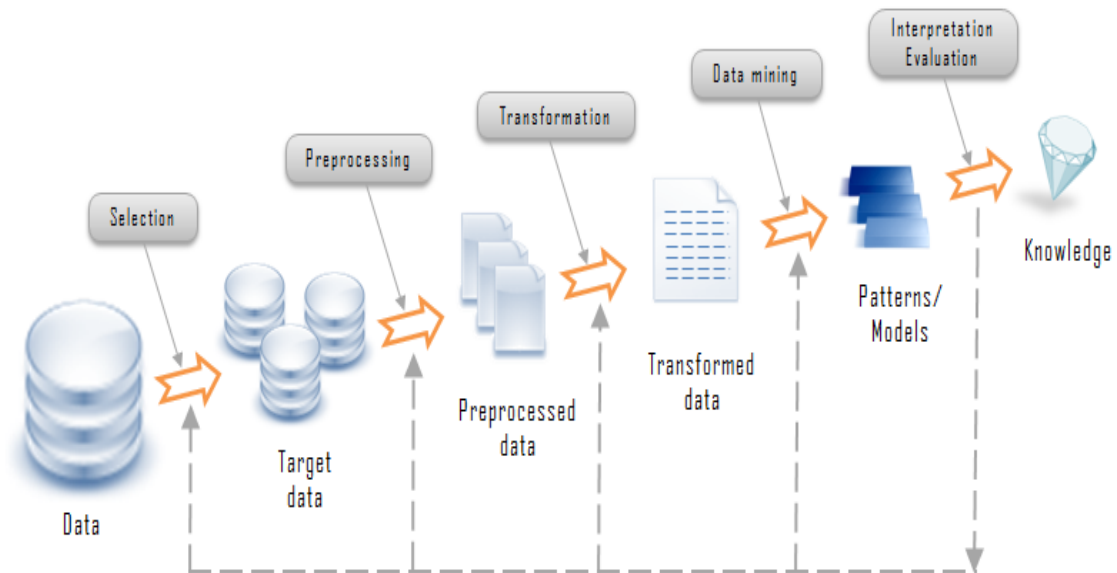 Interpretation
Evaluation
Data mining
Transformation
Preprocessing
Selection
Data
Target
data
Preprocessed
data
Transformed
data
Patterns/
Models
Knowledge